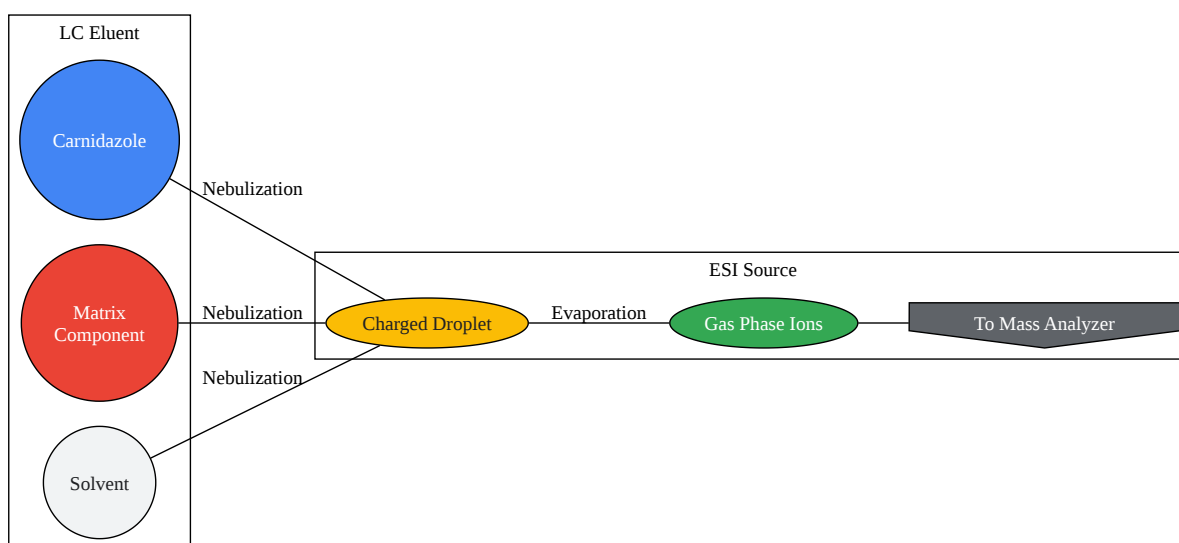 LC Eluent
Carnidazole
Nebulization
ESI Source
Matrix
Component
Nebulization
Charged Droplet
Evaporation
Gas Phase Ions
To Mass Analyzer
Nebulization
Solvent